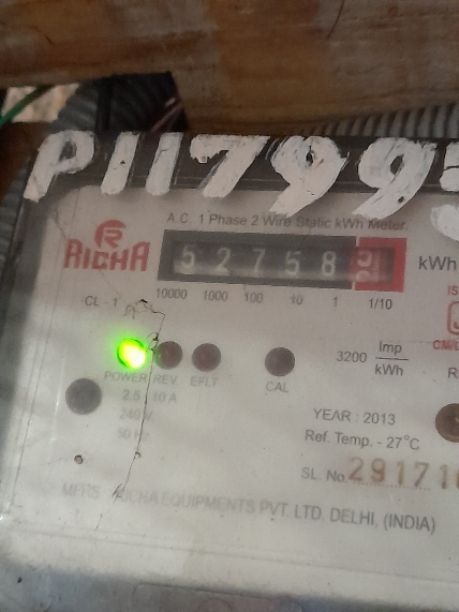 P117995
A.C. 1 Phase 2 Wire Static kWh Meter
RICHA
52758
kWh
10000 1000 100 10 1 1/10
CL - 1
3200 Imp/kWh
POWER REV. EFLT CAL
2.5 - 10 A
240 V
50 Hz
YEAR : 2013
Ref. Temp. - 27°C
SL. No. 29171
MFRS. RICHA EQUIPMENTS PVT. LTD. DELHI, (INDIA)